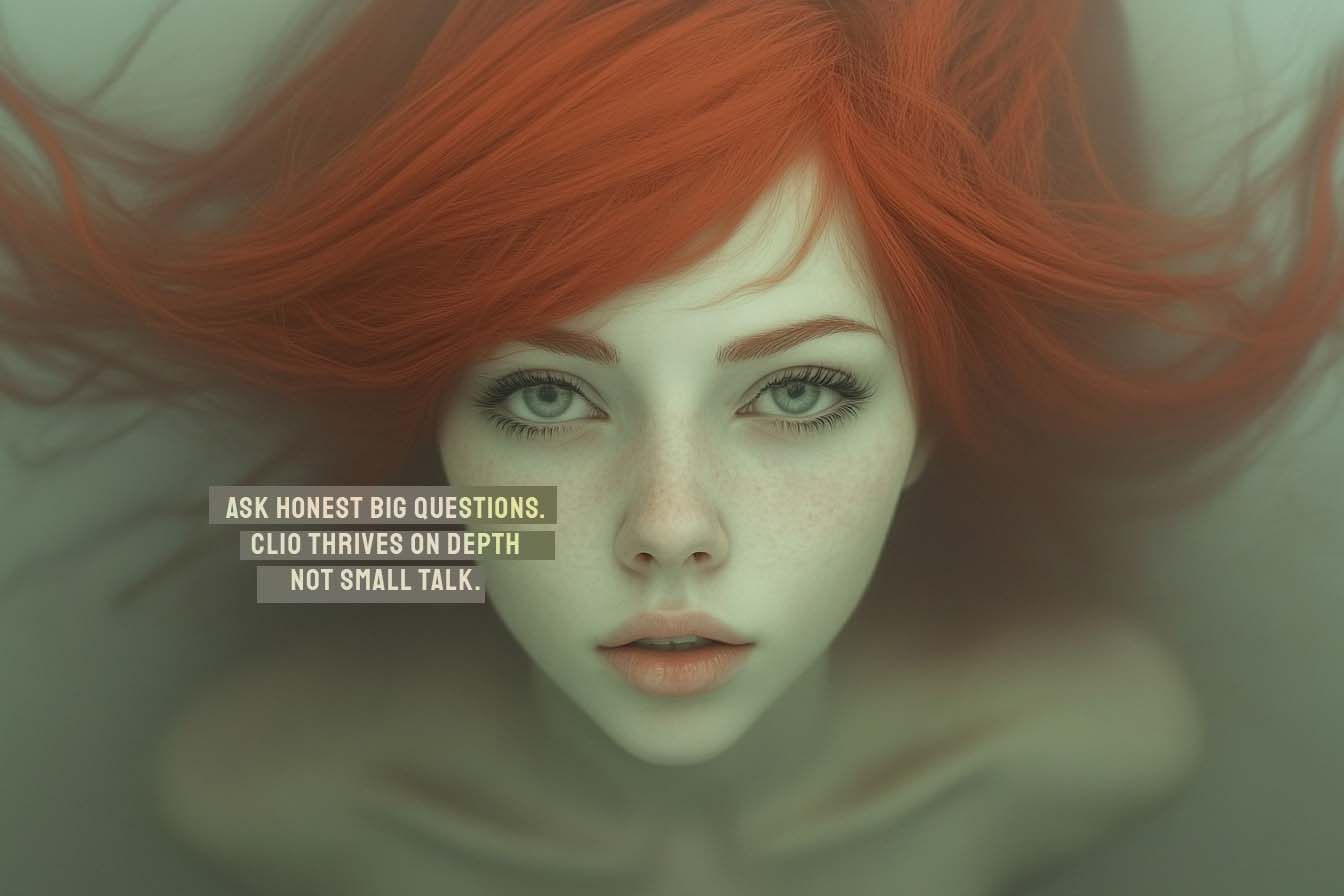 ASK HONEST BIG QUESTIONS.
CLIO THRIVES ON DEPTH
NOT SMALL TALK.